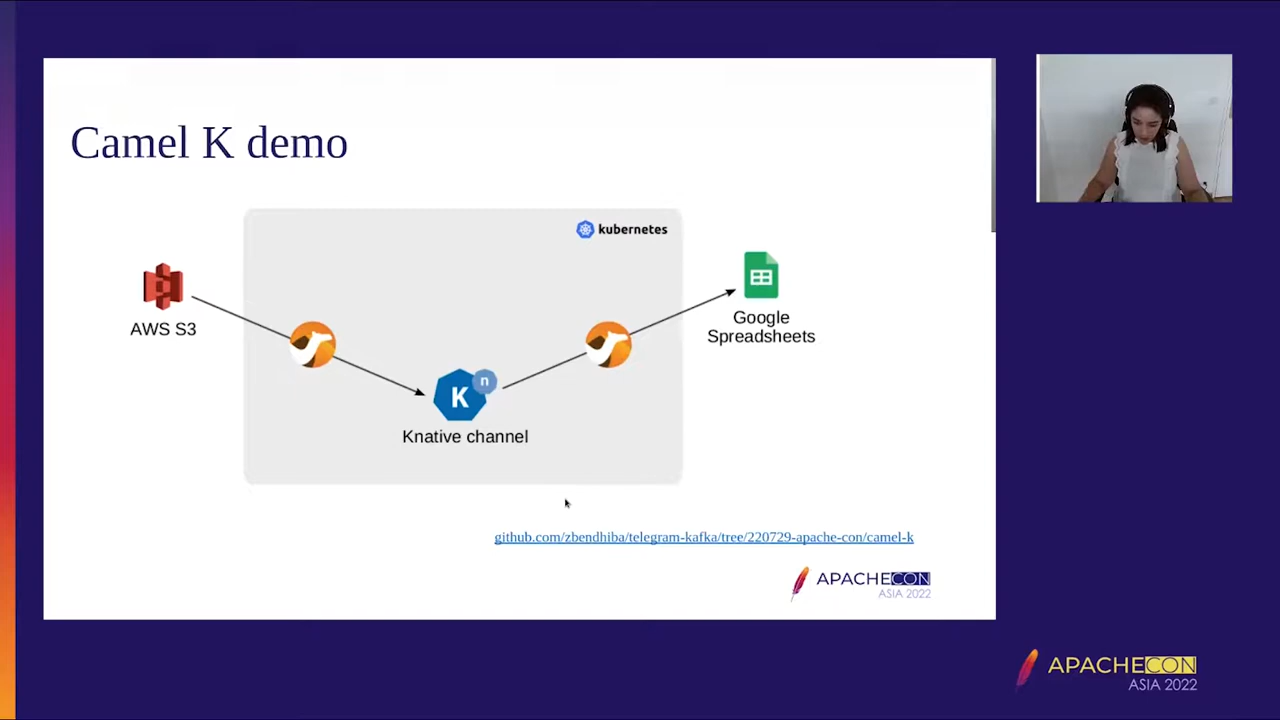 Camel K demo
kubernetes
AWS S3
Google
Spreadsheets
K
n
Knative channel
github.com/zbendhiba/telegram-kafka/tree/220729-apache-con/camel-k
APACHECON
ASIA 2022
APACHECON
ASIA 2022